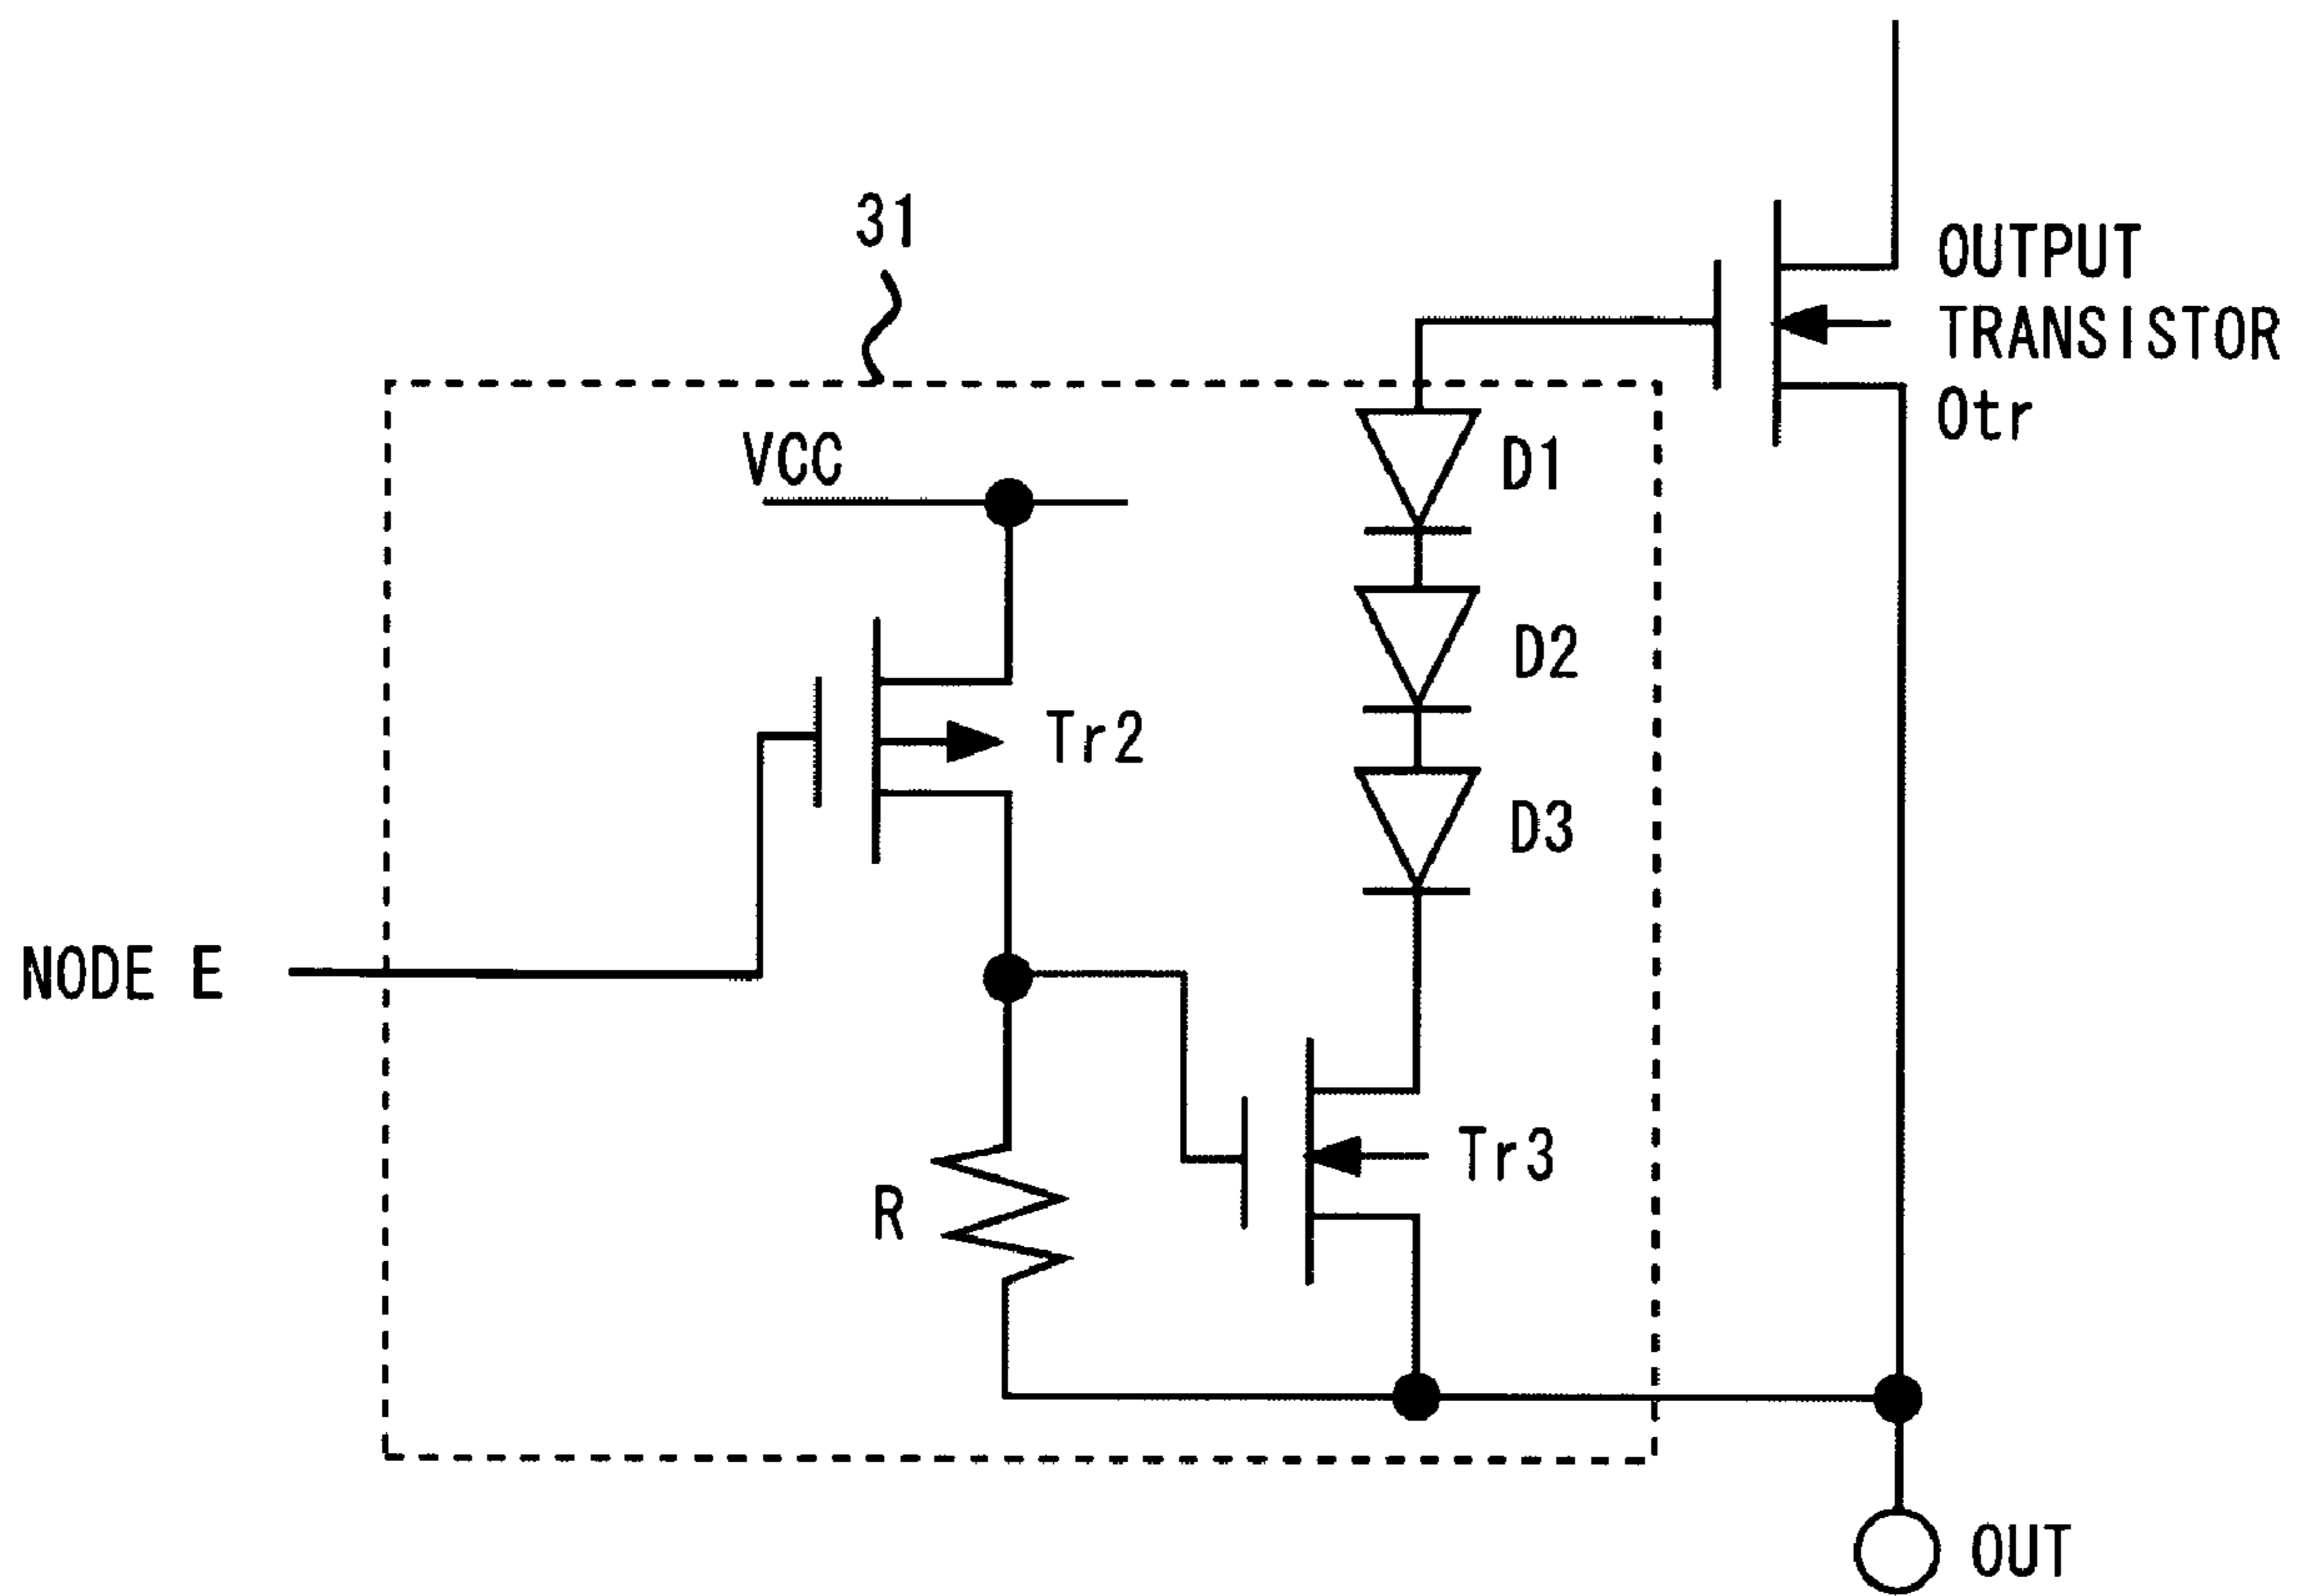 31
OUTPUT
TRANSISTOR
Otr
VCC
D1
D2
Tr2
D3
NODE E
Tr3
R
OUT